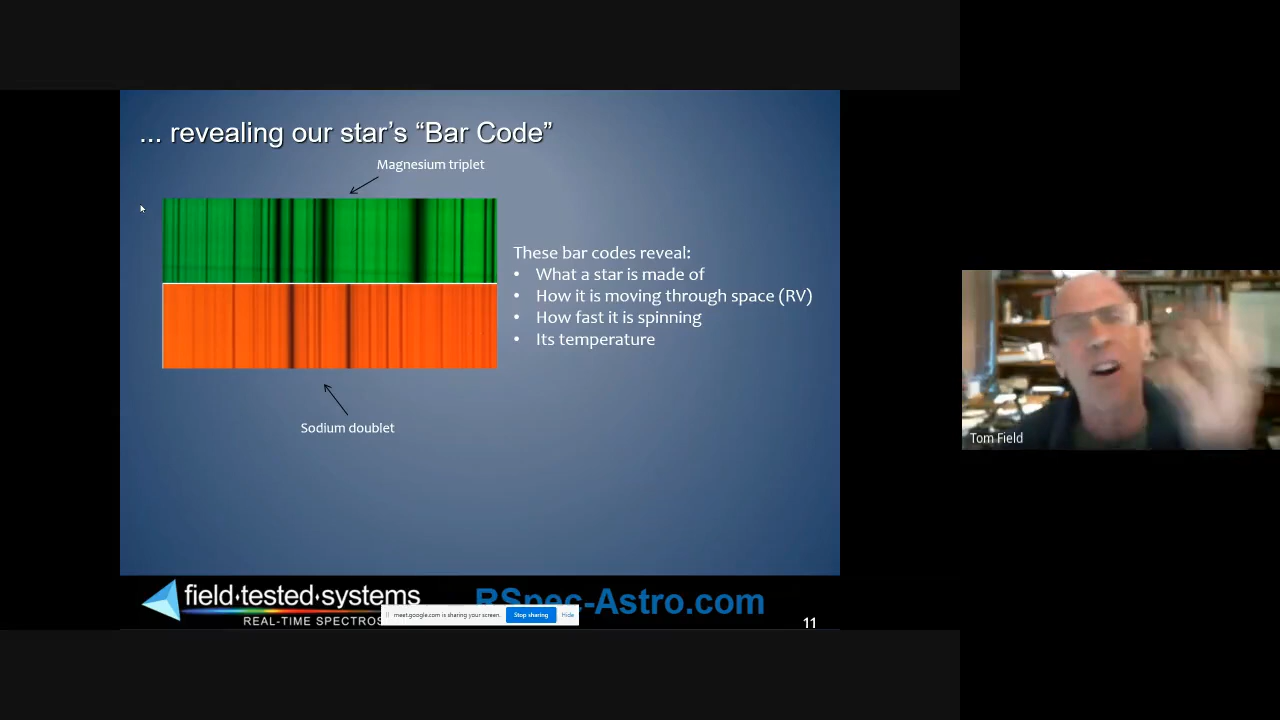 ... revealing our star’s “Bar Code”
Magnesium triplet
These bar codes reveal:
• What a star is made of
• How it is moving through space (RV)
• How fast it is spinning
• Its temperature
Sodium doublet
Tom Field
field·tested·systems
REAL-TIME
RSpec-Astro.com
meet.google.com is sharing your screen.
Stop sharing
Hide
11